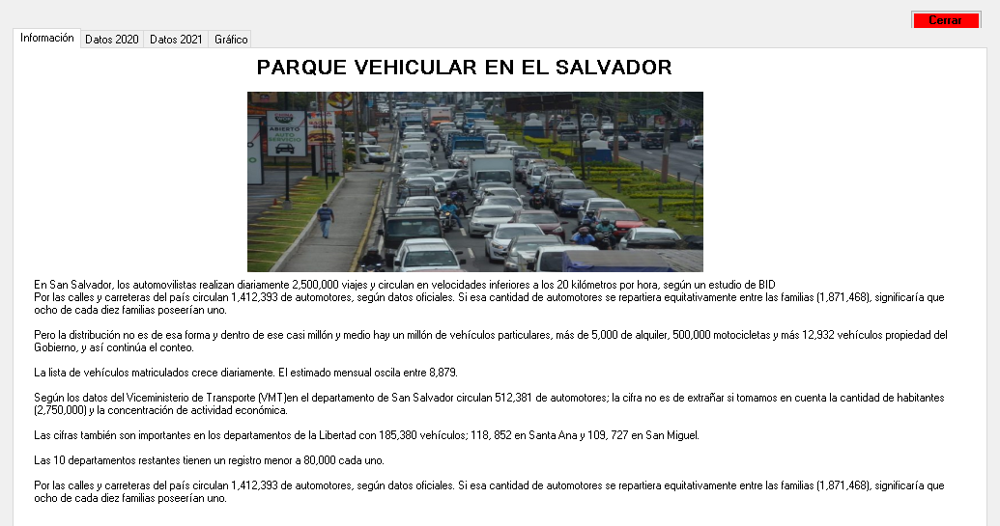 Cerrar
Información
Datos 2020
Datos 2021
Gráfico
PARQUE VEHICULAR EN EL SALVADOR
ABIERTO
AUTO
SERVICIO
En San Salvador, los automovilistas realizan diariamente 2,500,000 viajes y circulan en velocidades inferiores a los 20 kilómetros por hora, según un estudio de BID
Por las calles y carreteras del país circulan 1,412,393 de automotores, según datos oficiales. Si esa cantidad de automotores se repartiera equitativamente entre las familias (1,871,468), significaría que
ocho de cada diez familias poseerían uno.
Pero la distribución no es de esa forma y dentro de ese casi millón y medio hay un millón de vehículos particulares, más de 5,000 de alquiler, 500,000 motocicletas y más 12,932 vehículos propiedad del
Gobierno, y así continúa el conteo.
La lista de vehículos matriculados crece diariamente. El estimado mensual oscila entre 8,879.
Según los datos del Viceministerio de Transporte (VMT)en el departamento de San Salvador circulan 512,381 de automotores; la cifra no es de extrañar si tomamos en cuenta la cantidad de habitantes
(2,750,000) y la concentración de actividad económica.
Las cifras también son importantes en los departamentos de la Libertad con 185,380 vehículos; 118, 852 en Santa Ana y 109, 727 en San Miguel.
Las 10 departamentos restantes tienen un registro menor a 80,000 cada uno.
Por las calles y carreteras del país circulan 1,412,393 de automotores, según datos oficiales. Si esa cantidad de automotores se repartiera equitativamente entre las familias (1,871,468), significaría que
ocho de cada diez familias poseerían uno.